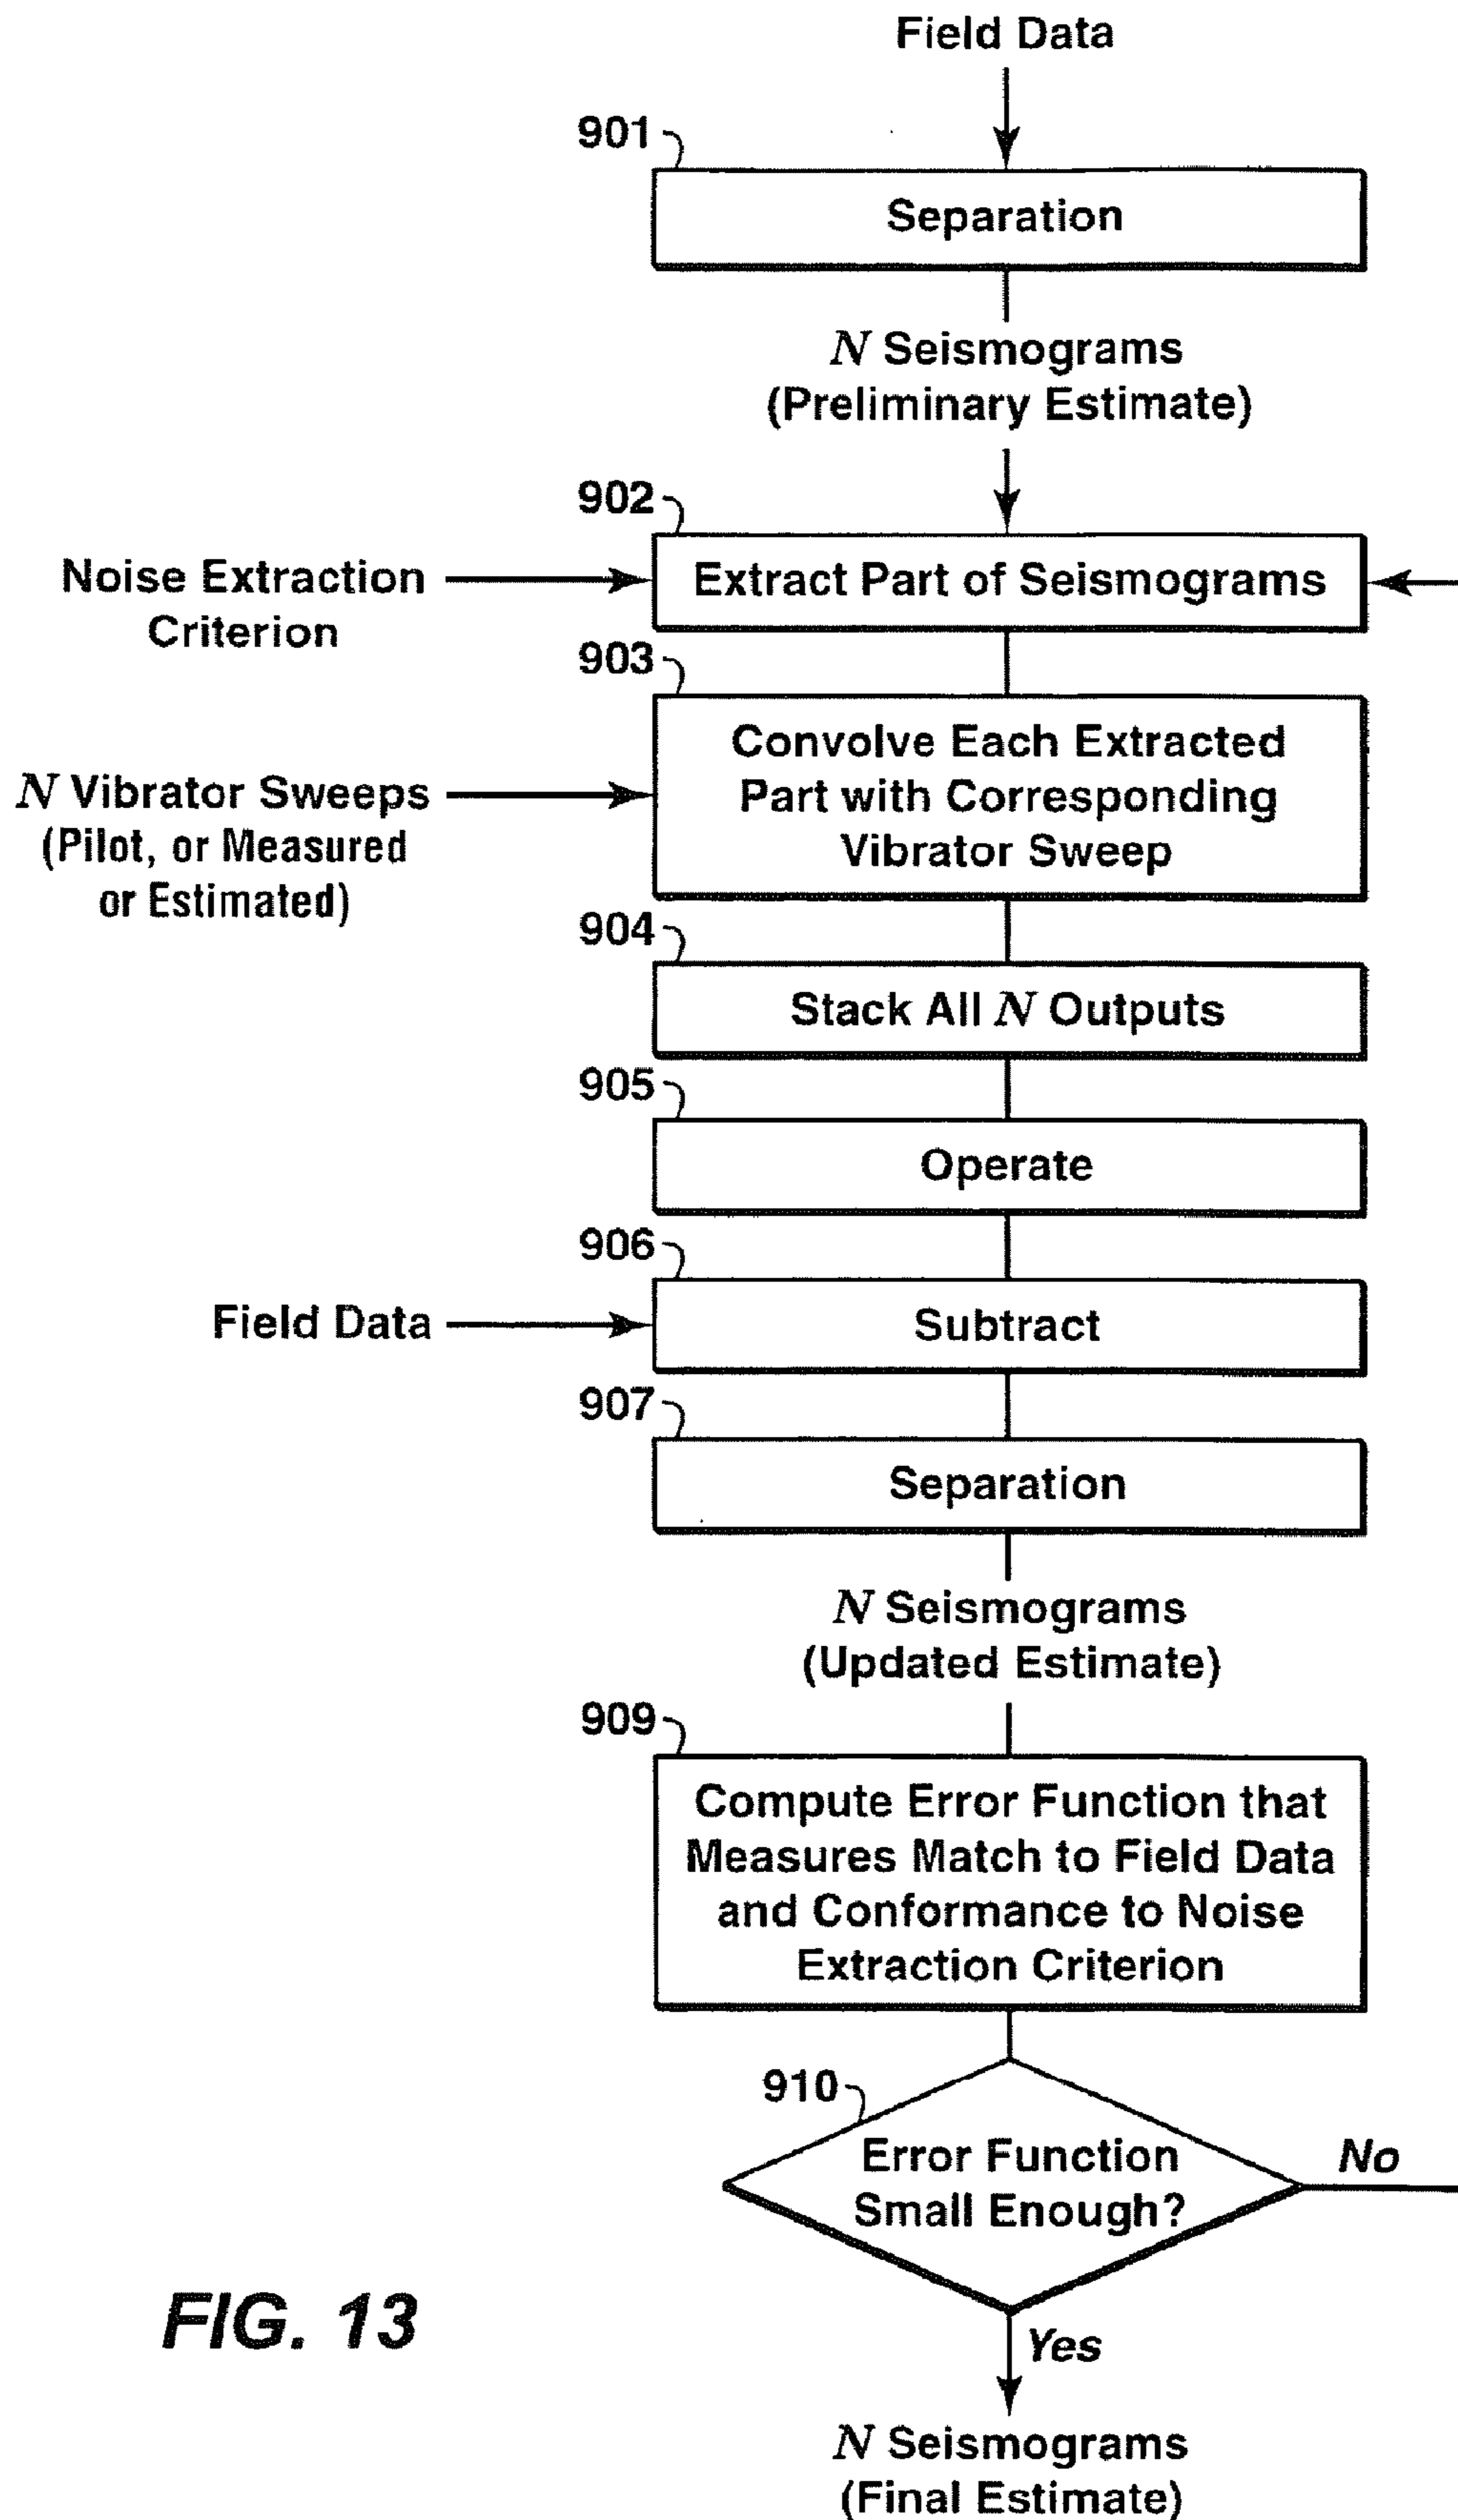 Field Data
901
Separation
N Seismograms
(Preliminary Estimate)
902
Noise Extraction
Criterion
Extract Part of Seismograms
903
N Vibrator Sweeps
(Pilot, or Measured
or Estimated)
Convolve Each Extracted
Part with Corresponding
Vibrator Sweep
904
Stack All N Outputs
905
Operate
906
Field Data
Subtract
907
Separation
N Seismograms
(Updated Estimate)
909
Compute Error Function that
Measures Match to Field Data
and Conformance to Noise
Extraction Criterion
910
Error Function
Small Enough?
No
Yes
FIG. 13
N Seismograms
(Final Estimate)